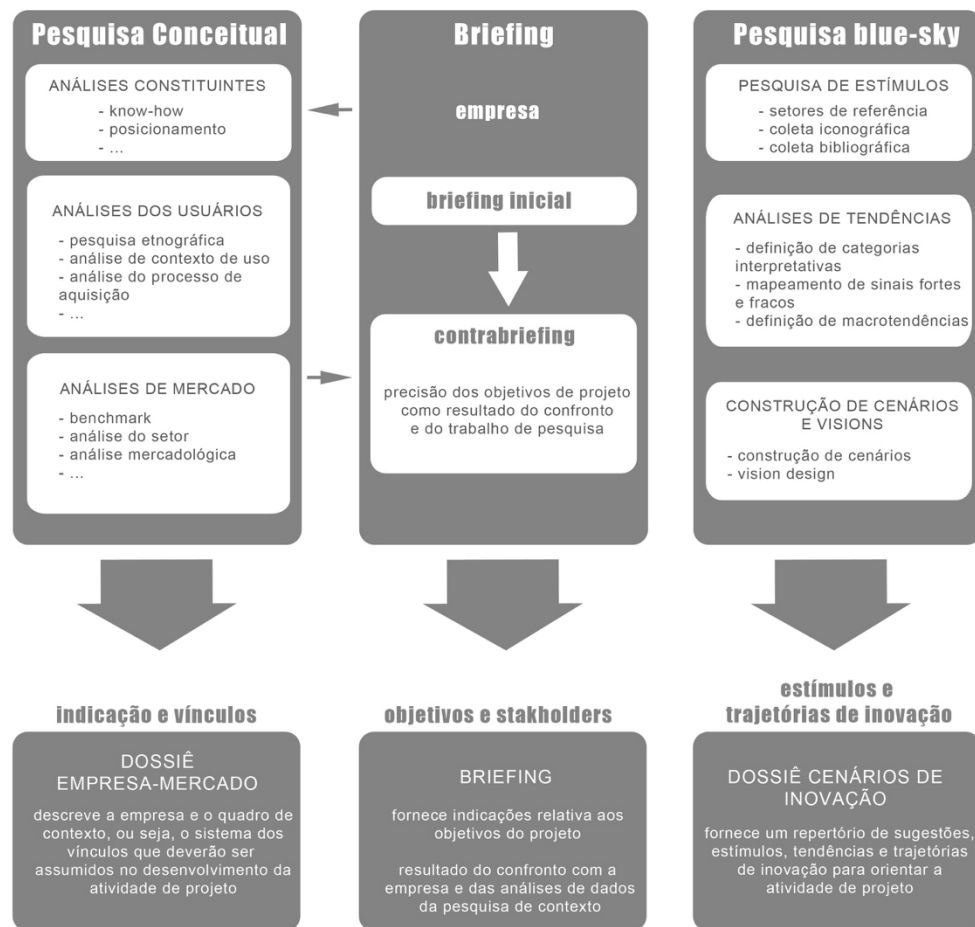 Pesquisa Conceitual
ANÁLISES CONSTITUINTES
- know-how
- posicionamento
- ...
ANÁLISES DOS USUÁRIOS
- pesquisa etnográfica
- análise de contexto de uso
- análise do processo de
aquisição
- ...
ANÁLISES DE MERCADO
- benchmark
- análise do setor
- análise mercadológica
- ...
Briefing
empresa
briefing inicial
contrabriefing
precisão dos objetivos de projeto
como resultado do confronto
e do trabalho de pesquisa
Pesquisa blue-sky
PESQUISA DE ESTÍMULOS
- setores de referência
- coleta iconográfica
- coleta bibliográfica
ANÁLISES DE TENDÊNCIAS
- definição de categorias
interpretativas
- mapeamento de sinais fortes
e fracos
- definição de macrotendências
CONSTRUÇÃO DE CENÁRIOS
E VISIONS
- construção de cenários
- vision design
indicação e vínculos
DOSSIÊ
EMPRESA-MERCADO
descreve a empresa e o quadro de
contexto, ou seja, o sistema dos
vínculos que deverão ser
assumidos no desenvolvimento da
atividade de projeto
objetivos e stakholders
BRIEFING
fornece indicações relativa aos
objetivos do projeto
resultado do confronto com a
empresa e das análises de dados
da pesquisa de contexto
estímulos e
trajetórias de inovação
DOSSIÊ CENÁRIOS DE
INOVAÇÃO
fornece um repertório de sugestões,
estímulos, tendências e trajetórias
de inovação para orientar a
atividade de projeto